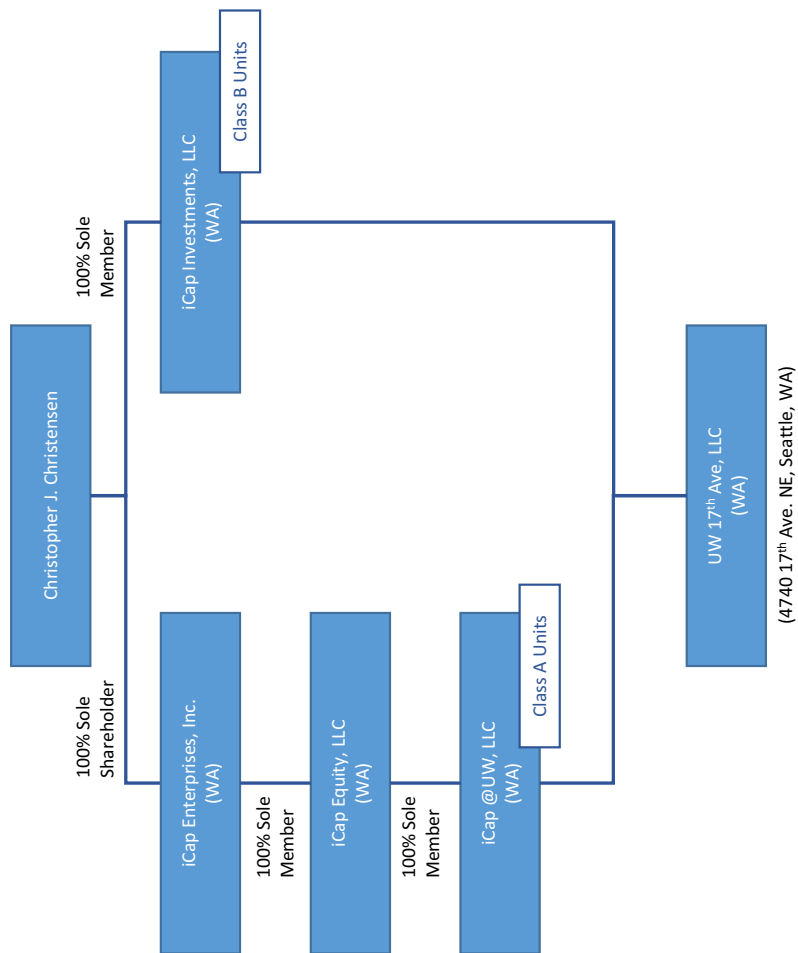 Christopher J. Christensen
100% Sole
Shareholder
100% Sole
Member
iCap Enterprises, Inc.
(WA)
iCap Investments, LLC
(WA)
Class B Units
100% Sole
Member
iCap Equity, LLC
(WA)
100% Sole
Member
iCap @UW, LLC
(WA)
Class A Units
UW 17th Ave, LLC
(WA)
(4740 17th Ave. NE, Seattle, WA)